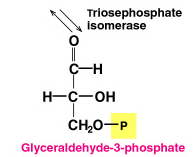 Triosephosphate
isomerase
O
C—H
H—C—OH
CH₂O—P
Glyceraldehyde-3-phosphate